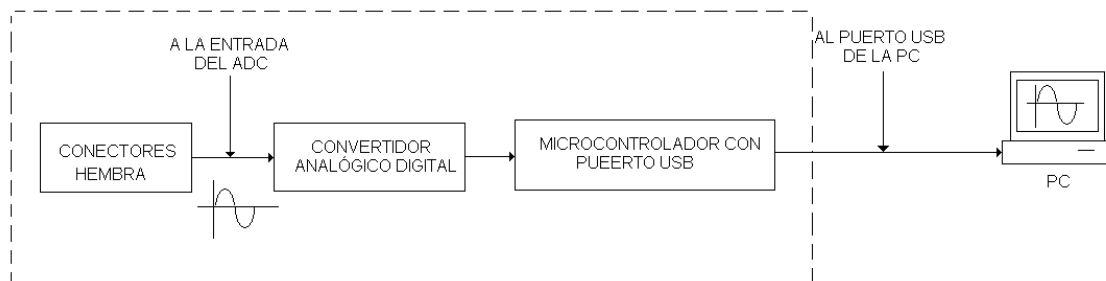 A LA ENTRADA
DEL ADC
AL PUERTO USB
DE LA PC
CONECTORES
HEMBRA
CONVERTIDOR
ANALÓGICO DIGITAL
MICROCONTROLADOR CON
PUEERTO USB
PC